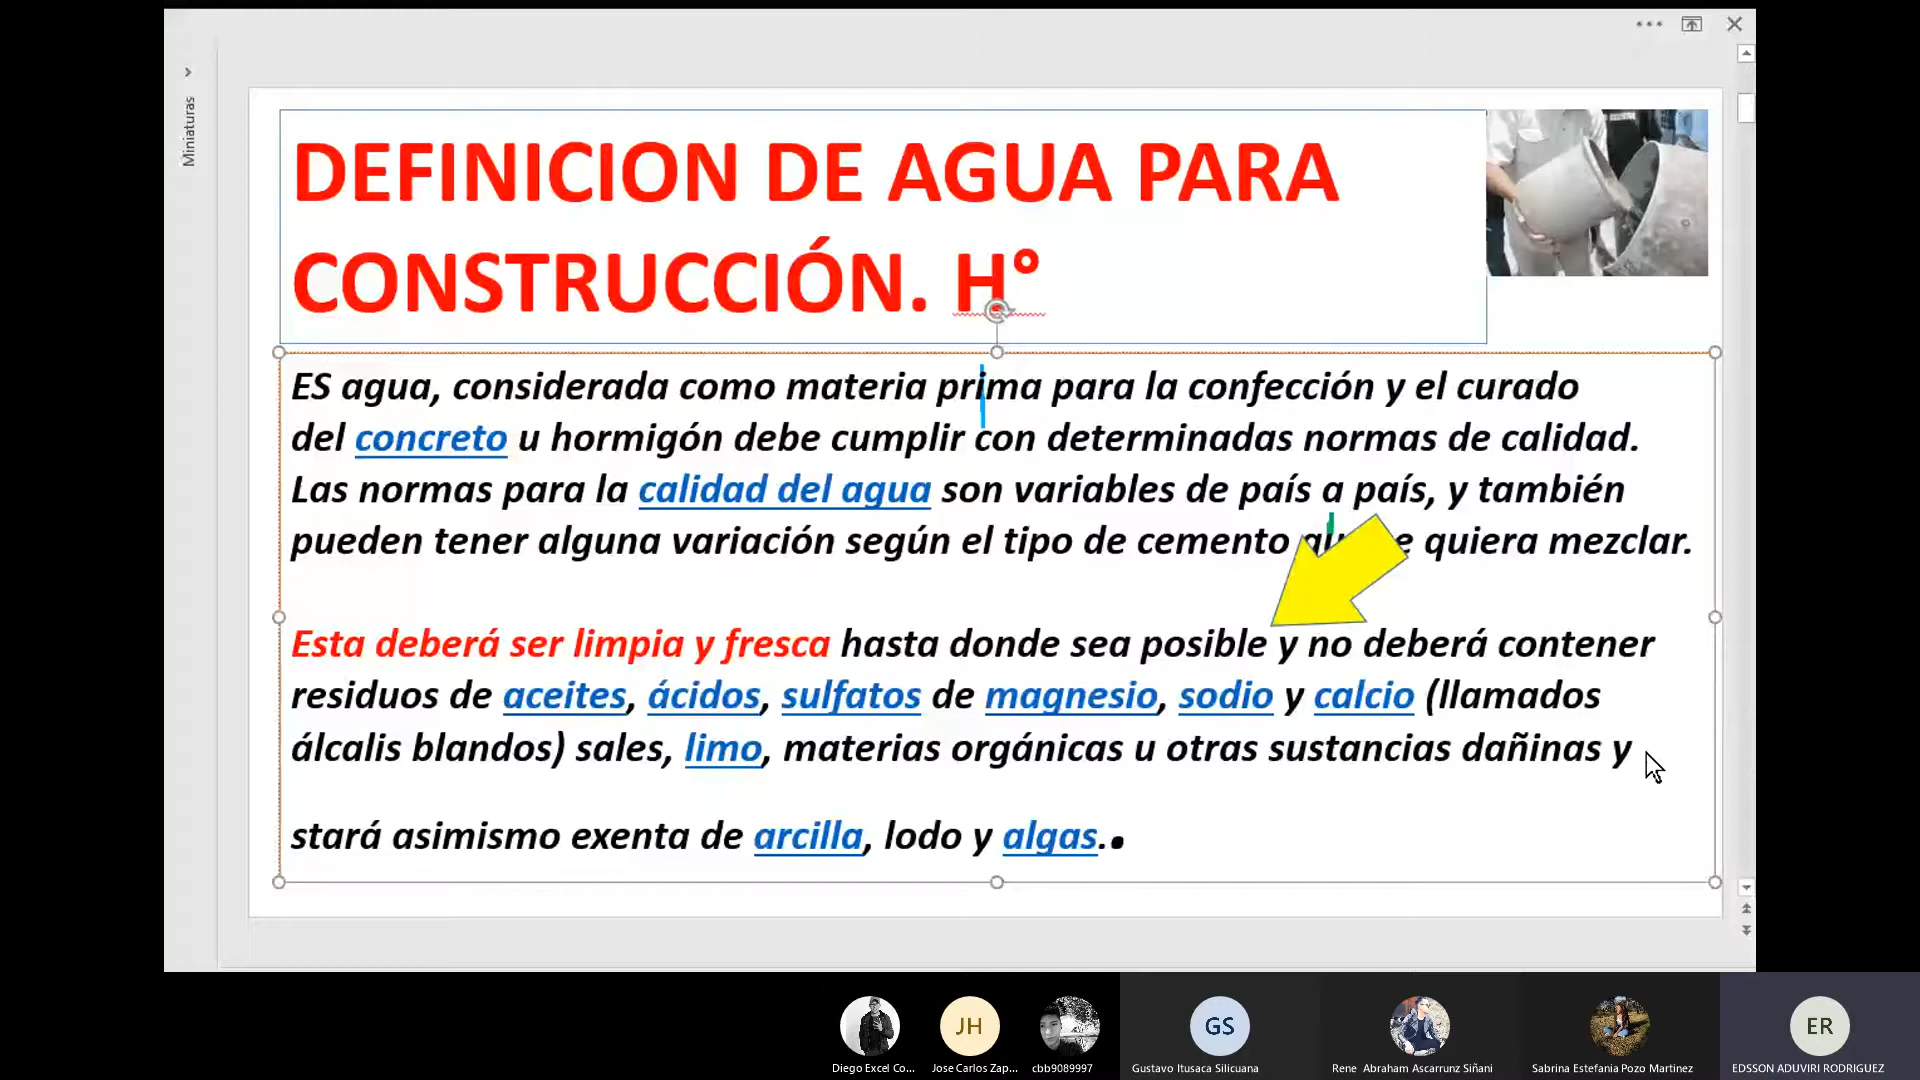 Miniaturas
DEFINICION DE AGUA PARA
CONSTRUCCIÓN. H°
ES agua, considerada como materia prima para la confección y el curado
del concreto u hormigón debe cumplir con determinadas normas de calidad.
Las normas para la calidad del agua son variables de país a país, y también
pueden tener alguna variación según el tipo de cemento quiera mezclar.
Esta deberá ser limpia y fresca hasta donde sea posible y no deberá contener
residuos de aceites, ácidos, sulfatos de magnesio, sodio y calcio (llamados
álcalis blandos) sales, limo, materias orgánicas u otras sustancias dañinas y
stará asimismo exenta de arcilla, lodo y algas..
JH
GS
ER
Diego Excel Co...
Jose Carlos Zap...
cbb9089997
Gustavo Itusaca Silicuana
Rene Abraham Ascarrunz Siñani
Sabrina Estefania Pozo Martinez
EDSSON ADUVIRI RODRIGUEZ